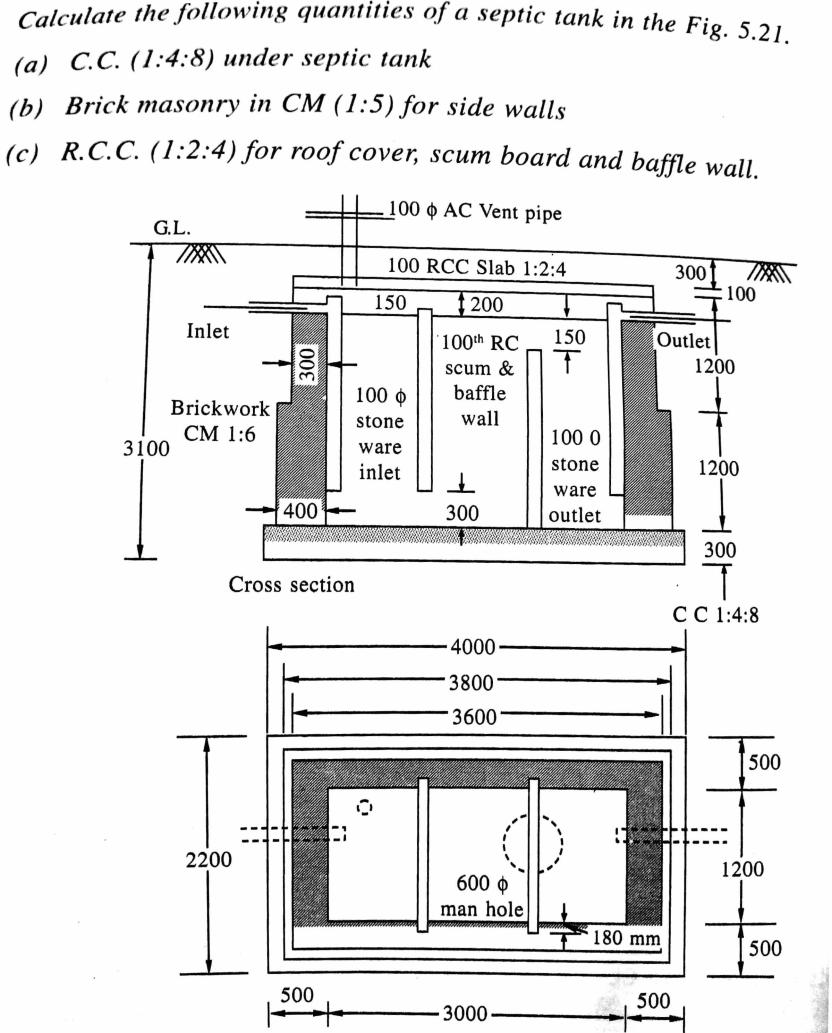 Calculate the following quantities of a septic tank in the Fig. 5.21.
(a) C.C. (1:4:8) under septic tank
(b) Brick masonry in CM (1:5) for side walls
(c) R.C.C. (1:2:4) for roof cover, scum board and baffle wall.
100 ϕ AC Vent pipe
G.L.
100 RCC Slab 1:2:4
300
100
150
200
Inlet
100th RC
scum &
baffle
wall
150
Outlet
300
1200
100 ϕ
stone
ware
inlet
Brickwork
CM 1:6
3100
100 0
stone
ware
outlet
1200
400
300
300
Cross section
C C 1:4:8
4000
3800
3600
500
2200
1200
600 ϕ
man hole
180 mm
500
500
3000
500